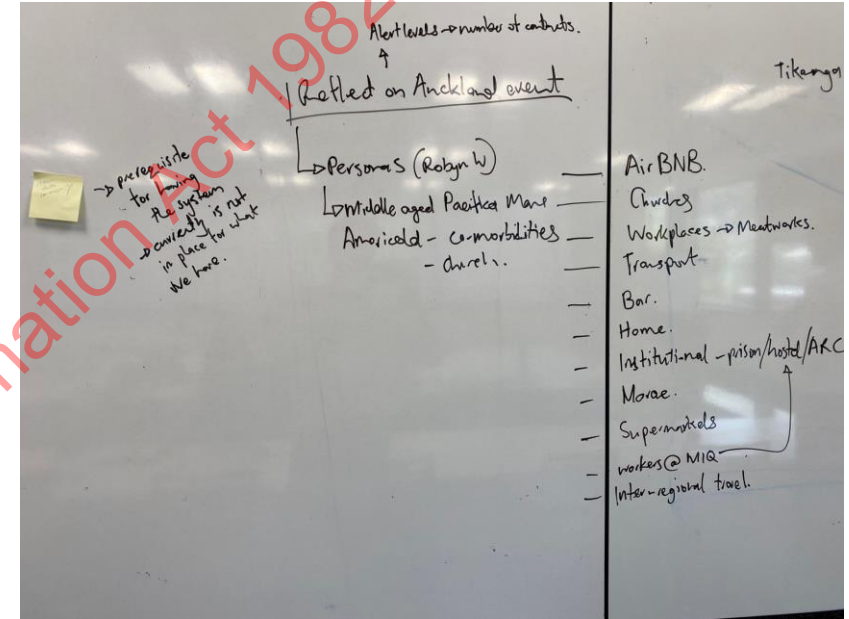 Alert levels → number of contacts.
Reflect on Auckland event
Personas (Robyn W)
Middle aged Pacifica Mane
Americold - co-morbidities
- church.
→ prerequisite
for having
the system
→ currently is not
in place for what
we have.
Tikanga
— AirBNB.
— Churches
— Workplaces → Meatworks.
— Transport
— Bar.
— Home.
— Institutional - prison/hostel/ARC
— Marae.
— Supermarkets
— workers @ MIQ
— Inter-regional travel.
mation Act 1982